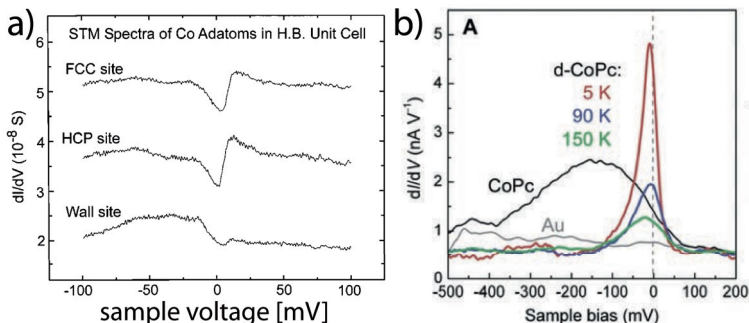 a)
STM Spectra of Co Adatoms in H.B. Unit Cell
6
5
4
3
2
dI/dV (10⁻⁸ S)
FCC site
HCP site
Wall site
-100
-50
0
50
100
sample voltage [mV]
b)
A
d-CoPc:
5 K
90 K
150 K
CoPc
Au
5
4
3
2
1
0
dI/dV (nA V⁻¹)
-500
-400
-300
-200
-100
0
100
200
Sample bias (mV)